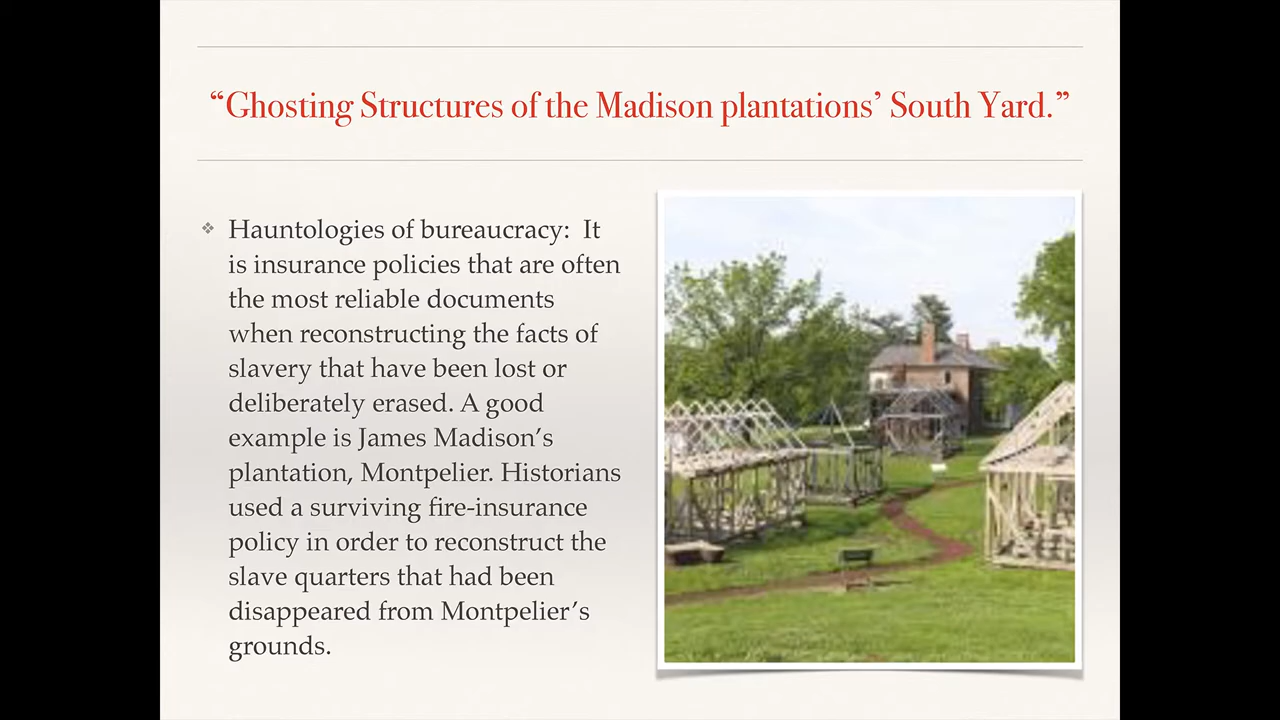 “Ghosting Structures of the Madison plantations’ South Yard.”
Hauntologies of bureaucracy:  It
is insurance policies that are often
the most reliable documents
when reconstructing the facts of
slavery that have been lost or
deliberately erased. A good
example is James Madison’s
plantation, Montpelier. Historians
used a surviving fire-insurance
policy in order to reconstruct the
slave quarters that had been
disappeared from Montpelier’s
grounds.